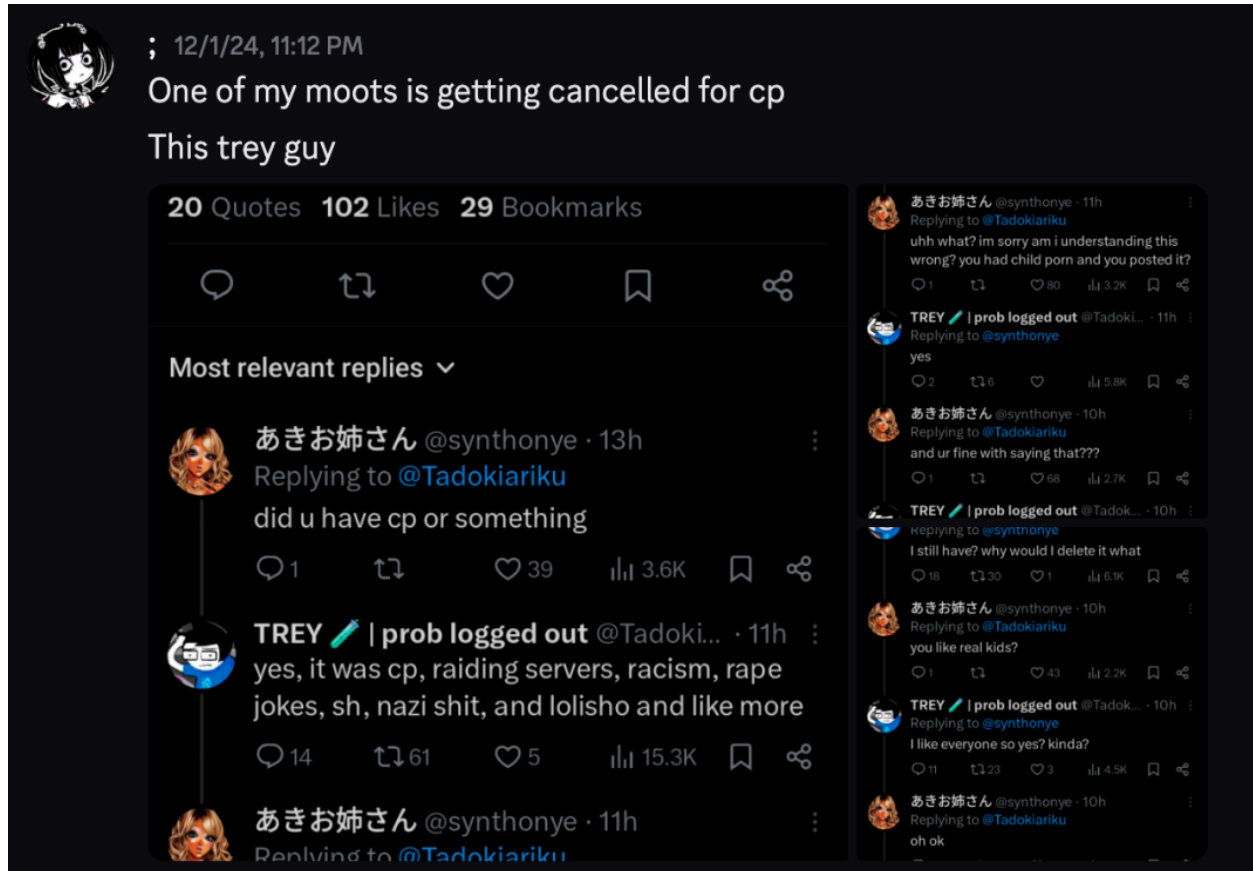 ; 12/1/24, 11:12 PM
One of my moots is getting cancelled for cp
This trey guy
20 Quotes 102 Likes 29 Bookmarks
Most relevant replies
あきお姉さん @synthonye · 13h
Replying to @Tadokiariku
did u have cp or something
1 39 3.6K
TREY 🧪 | prob logged out @Tadoki... · 11h
yes, it was cp, raiding servers, racism, rape
jokes, sh, nazi shit, and lolisho and like more
14 61 5 15.3K
あきお姉さん @synthonye · 11h
Replying to @Tadokiariku
あきお姉さん @synthonye · 11h
Replying to @Tadokiariku
uhh what? im sorry am i understanding this
wrong? you had child porn and you posted it?
1 80 3.2K
TREY 🧪 | prob logged out @Tadoki... · 11h
Replying to @synthonye
yes
2 6 5.8K
あきお姉さん @synthonye · 10h
Replying to @Tadokiariku
and ur fine with saying that???
1 68 2.7K
TREY 🧪 | prob logged out @Tadok... · 10h
Replying to @synthonye
I still have? why would I delete it what
18 30 1 6.1K
あきお姉さん @synthonye · 10h
Replying to @Tadokiariku
you like real kids?
1 43 2.2K
TREY 🧪 | prob logged out @Tadok... · 10h
Replying to @synthonye
I like everyone so yes? kinda?
11 23 3 4.5K
あきお姉さん @synthonye · 10h
Replying to @Tadokiariku
oh ok